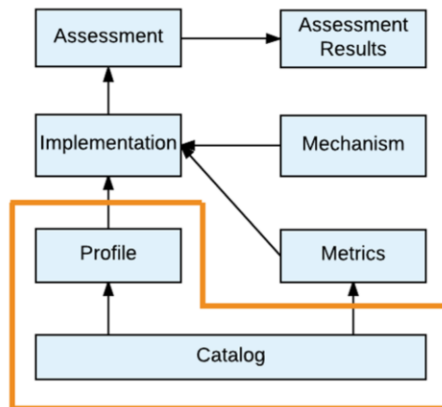 Assessment
Assessment
Results
Implementation
Mechanism
Profile
Metrics
Catalog